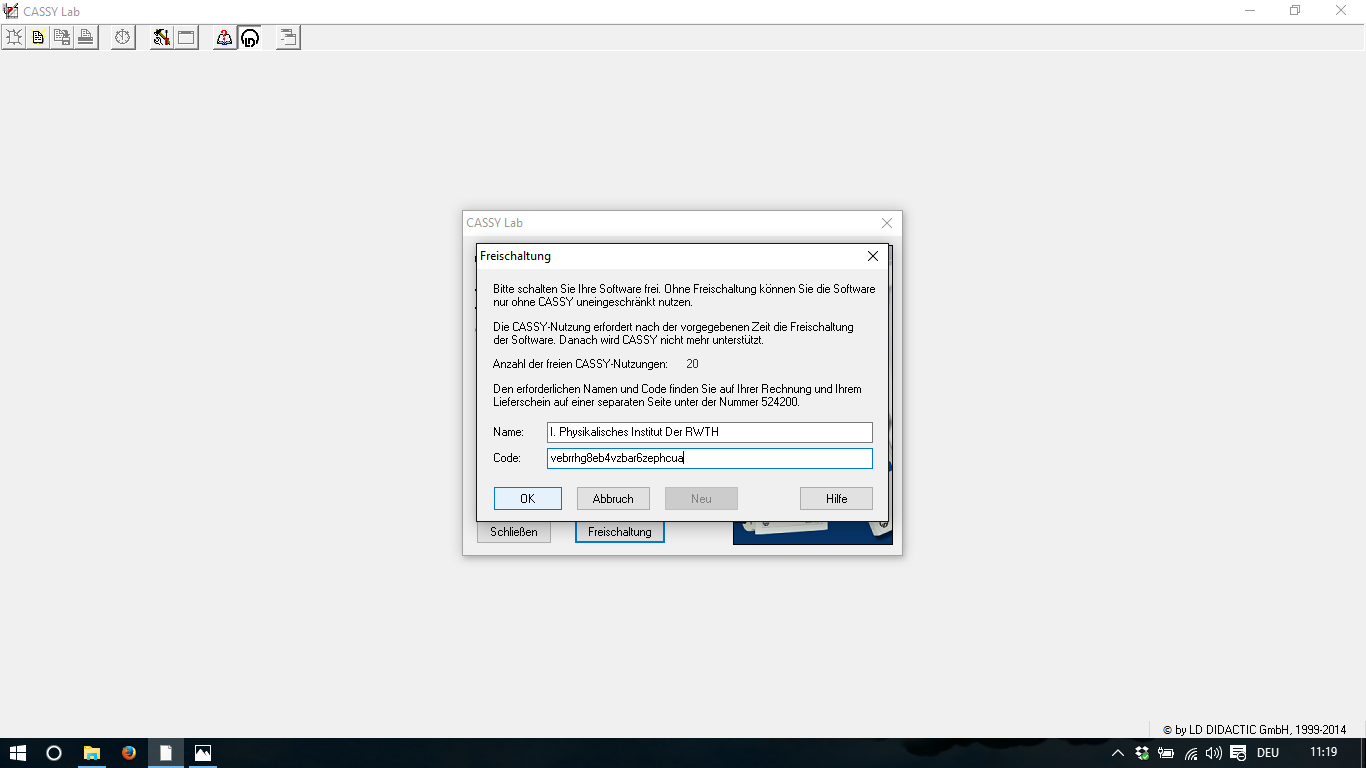 CASSY Lab
CASSY Lab
Freischaltung
Bitte schalten Sie Ihre Software frei. Ohne Freischaltung können Sie die Software
nur ohne CASSY uneingeschränkt nutzen.
Die CASSY-Nutzung erfordert nach der vorgegebenen Zeit die Freischaltung
der Software. Danach wird CASSY nicht mehr unterstützt.
Anzahl der freien CASSY-Nutzungen: 20
Den erforderlichen Namen und Code finden Sie auf Ihrer Rechnung und Ihrem
Lieferschein auf einer separaten Seite unter der Nummer 524200.
Name: I. Physikalisches Institut Der RWTH
Code: vebrrhg8eb4vzbar6zephcua
OK Abbruch Neu Hilfe
Schließen Freischaltung
© by LD DIDACTIC GmbH, 1999-2014
DEU 11:19